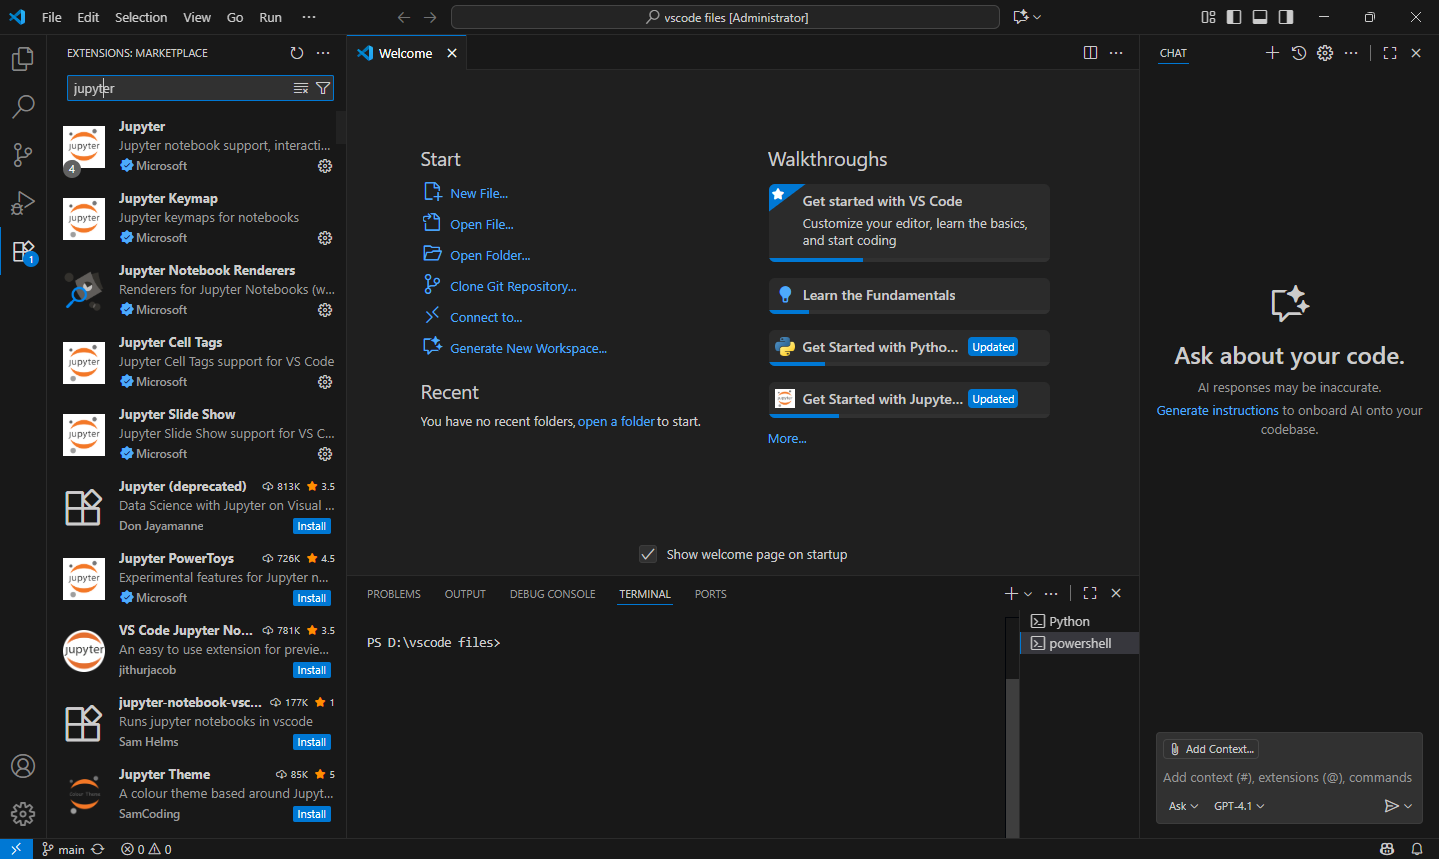 File Edit Selection View Go Run ···
vscode files [Administrator]
EXTENSIONS: MARKETPLACE
jupyter
Jupyter
Jupyter notebook support, interacti...
Microsoft
4
Jupyter Keymap
Jupyter keymaps for notebooks
Microsoft
Jupyter Notebook Renderers
Renderers for Jupyter Notebooks (w...
Microsoft
Jupyter Cell Tags
Jupyter Cell Tags support for VS Code
Microsoft
Jupyter Slide Show
Jupyter Slide Show support for VS C...
Microsoft
Jupyter (deprecated) 813K 3.5
Data Science with Jupyter on Visual ...
Don Jayamanne Install
Jupyter PowerToys 726K 4.5
Experimental features for Jupyter n...
Microsoft Install
VS Code Jupyter No... 781K 3.5
An easy to use extension for previe...
jithurjacob Install
jupyter-notebook-vsc... 177K 1
Runs jupyter notebooks in vscode
Sam Helms Install
Jupyter Theme 85K 5
A colour theme based around Jupyt...
SamCoding Install
1
Welcome
Start
New File...
Open File...
Open Folder...
Clone Git Repository...
Connect to...
Generate New Workspace...
Recent
You have no recent folders, open a folder to start.
Walkthroughs
Get started with VS Code
Customize your editor, learn the basics,
and start coding
Learn the Fundamentals
Get Started with Pytho... Updated
Get Started with Jupyte... Updated
More...
Show welcome page on startup
PROBLEMS OUTPUT DEBUG CONSOLE TERMINAL PORTS
PS D:\vscode files>
Python
powershell
CHAT
Ask about your code.
AI responses may be inaccurate.
Generate instructions to onboard AI onto your
codebase.
Add Context...
Add context (#), extensions (@), commands
Ask GPT-4.1
main 0 0